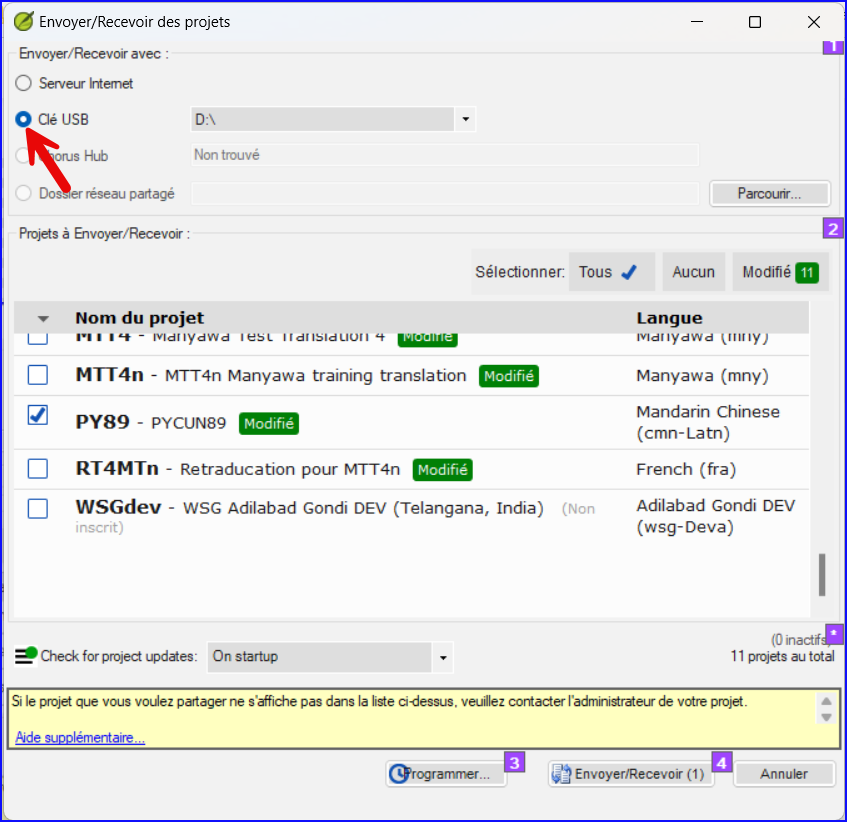 Envoyer/Recevoir des projets
1
Envoyer/Recevoir avec :
Serveur Internet
Clé USB
D:\
Chorus Hub
Non trouvé
Dossier réseau partagé
Parcourir...
2
Projets à Envoyer/Recevoir :
Sélectionner: Tous Aucun Modifié 11
Nom du projet Langue
MTT4 - Manyawa Test Translation 4 Modifié Manyawa (mny)
MTT4n - MTT4n Manyawa training translation Modifié Manyawa (mny)
PY89 - PYCUN89 Modifié Mandarin Chinese
(cmn-Latn)
RT4MTn - Retraducation pour MTT4n Modifié French (fra)
WSGdev - WSG Adilabad Gondi DEV (Telangana, India) (Non
inscrit)
Adilabad Gondi DEV
(wsg-Deva)
*
(0 inactifs)
Check for project updates: On startup
11 projets au total
Si le projet que vous voulez partager ne s'affiche pas dans la liste ci-dessus, veuillez contacter l'administrateur de votre projet.
Aide supplémentaire...
3
4
Programmer... Envoyer/Recevoir (1) Annuler